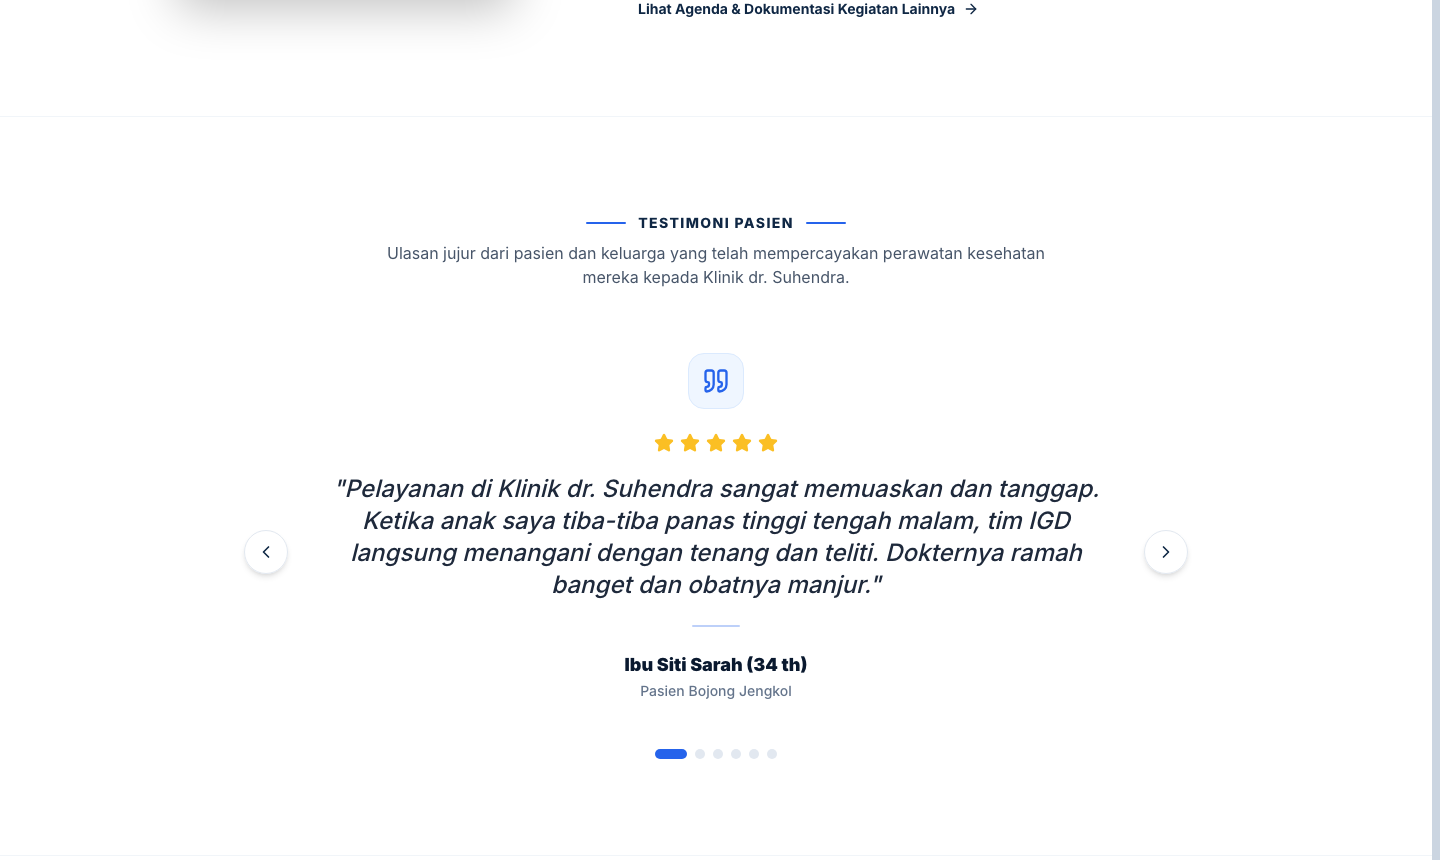 Lihat Agenda & Dokumentasi Kegiatan Lainnya
TESTIMONI PASIEN
Ulasan jujur dari pasien dan keluarga yang telah mempercayakan perawatan kesehatan
mereka kepada Klinik dr. Suhendra.
"Pelayanan di Klinik dr. Suhendra sangat memuaskan dan tanggap.
Ketika anak saya tiba-tiba panas tinggi tengah malam, tim IGD
langsung menangani dengan tenang dan teliti. Dokternya ramah
banget dan obatnya manjur."
Ibu Siti Sarah (34 th)
Pasien Bojong Jengkol